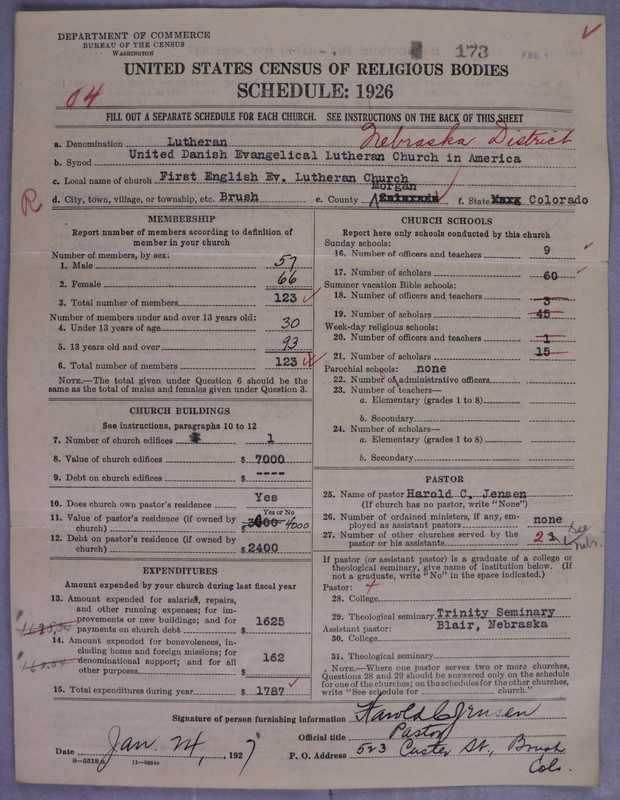 DEPARTMENT OF COMMERCE
BUREAU OF THE CENSUS
WASHINGTON
173
FEB
UNITED STATES CENSUS OF RELIGIOUS BODIES
SCHEDULE: 1926
04
FILL OUT A SEPARATE SCHEDULE FOR EACH CHURCH. SEE INSTRUCTIONS ON THE BACK OF THIS SHEET
a. Denomination Lutheran Nebraska District
b. Synod United Danish Evangelical Lutheran Church in America
c. Local name of church First English Ev. Lutheran Church
d. City, town, village, or township, etc. Brush e. County Morgan f. State Colorado
R
MEMBERSHIP
Report number of members according to definition of
member in your church
Number of members, by sex:
1. Male 57
2. Female 66
3. Total number of members 123
Number of members under and over 13 years old:
4. Under 13 years of age 30
5. 13 years old and over 93
6. Total number of members 123
NOTE.—The total given under Question 6 should be the
same as the total of males and females given under Question 3.
CHURCH BUILDINGS
See instructions, paragraphs 10 to 12
7. Number of church edifices 1
8. Value of church edifices $ 7000
9. Debt on church edifices $ ----
10. Does church own pastor's residence Yes
Yes or No
11. Value of pastor's residence (if owned by
church) $ 3000 4000
12. Debt on pastor's residence (if owned by
church) $ 2400
EXPENDITURES
Amount expended by your church during last fiscal year
13. Amount expended for salaries, repairs,
and other running expenses; for im-
provements or new buildings; and for
payments on church debt $ 1625
14. Amount expended for benevolences, in-
cluding home and foreign missions; for
denominational support; and for all
other purposes $ 162
15. Total expenditures during year $ 1787
CHURCH SCHOOLS
Report here only schools conducted by this church
Sunday schools:
16. Number of officers and teachers 9
17. Number of scholars 60
Summer vacation Bible schools:
18. Number of officers and teachers 3
19. Number of scholars 45
Week-day religious schools:
20. Number of officers and teachers 1
21. Number of scholars 15
Parochial schools: none
22. Number of administrative officers
23. Number of teachers—
a. Elementary (grades 1 to 8)
b. Secondary
24. Number of scholars—
a. Elementary (grades 1 to 8)
b. Secondary
PASTOR
25. Name of pastor Harold C. Jensen
(If church has no pastor, write "None")
26. Number of ordained ministers, if any, em-
ployed as assistant pastors none
27. Number of other churches served by the
pastor or his assistants 2 See
nebr.
If pastor (or assistant pastor) is a graduate of a college or
theological seminary, give name of institution below. (If
not a graduate, write "No" in the space indicated.)
Pastor:
28. College
29. Theological seminary Trinity Seminary
Assistant pastor: Blair, Nebraska
30. College
31. Theological seminary
NOTE.—Where one pastor serves two or more churches,
Questions 28 and 29 should be answered only on the schedule
for one of the churches; on the schedules for the other churches,
write "See schedule for church."
Signature of person furnishing information Harold C Jensen
Official title Pastor
Date Jan. 24, 1927 P. O. Address 523 Custer St., Brush
Colo.
8-5518a 11-9054a